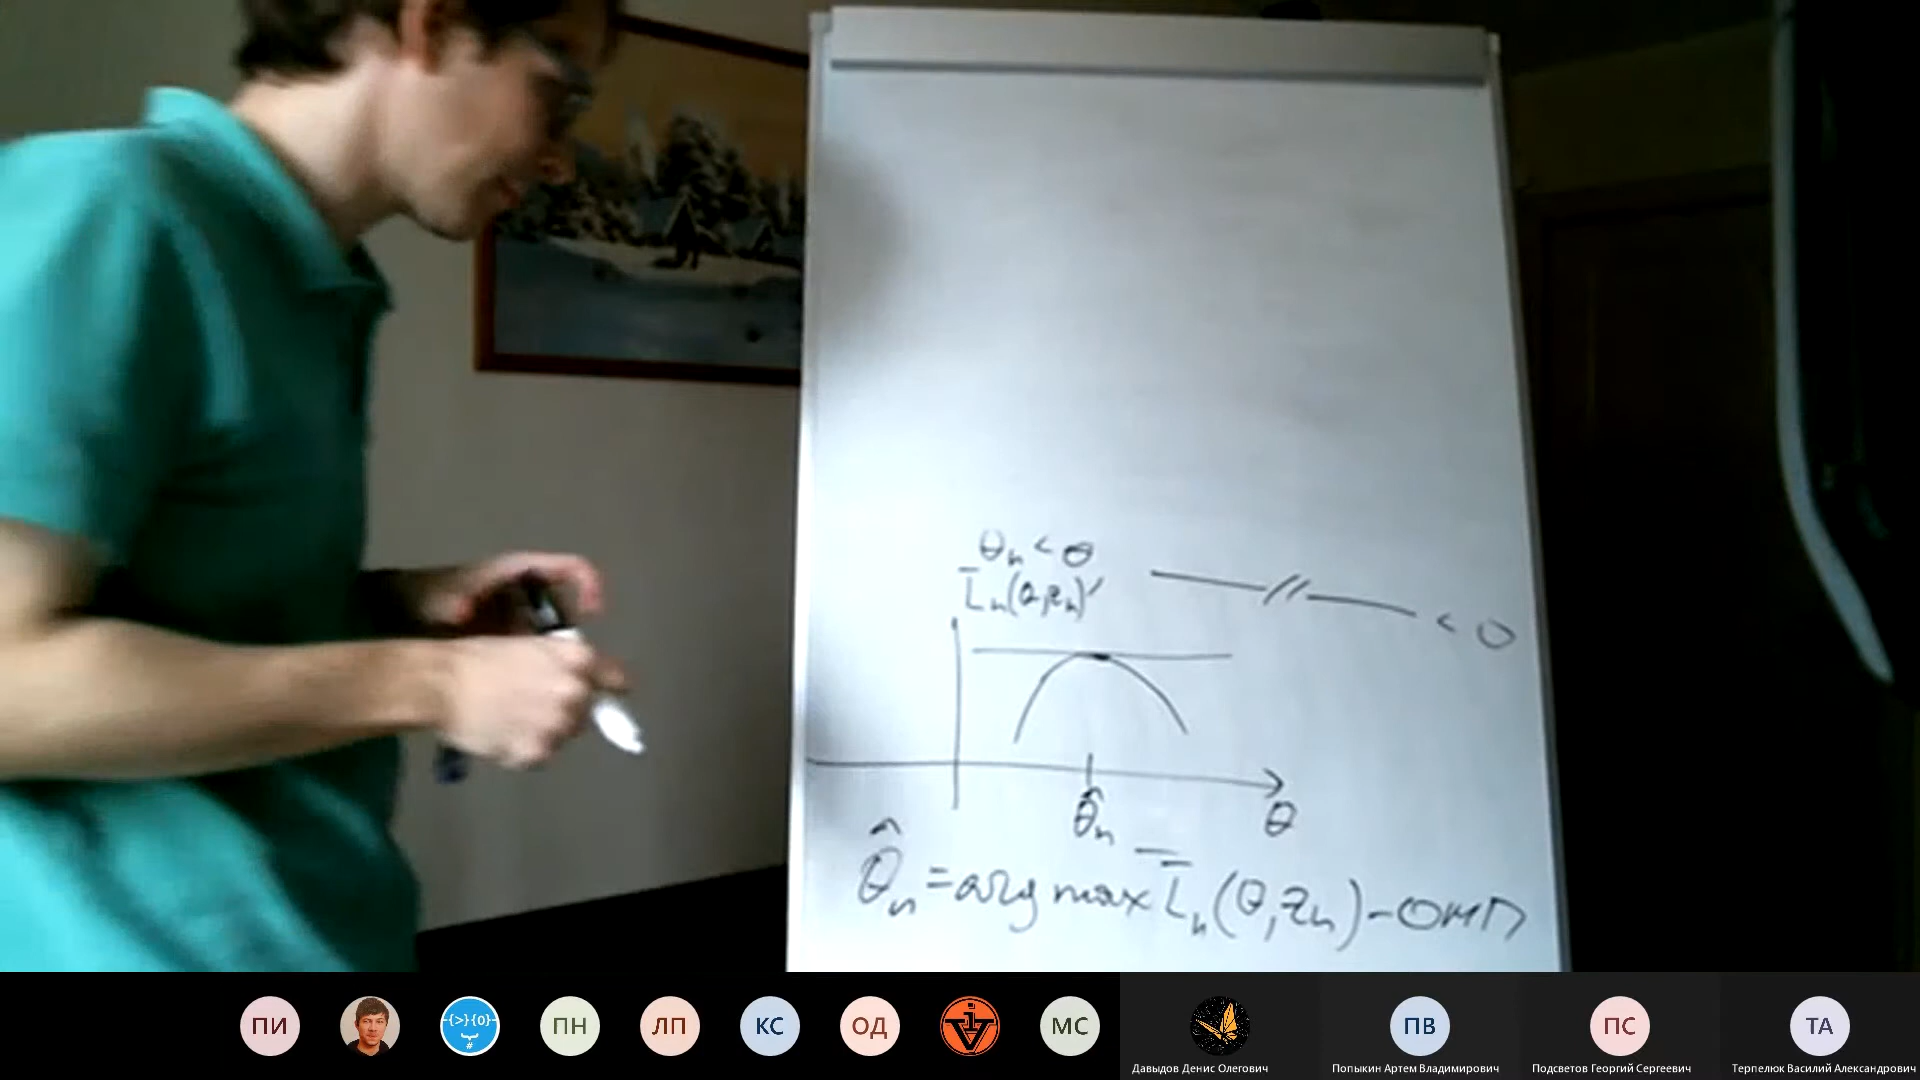 θₙ < θ
L̄ₙ(θ,zₙ)′ —//— < 0
θ̂ₙ θ
θ̂ₙ = arg max L̄ₙ(θ,zₙ) – ОМП
ПИ {>}{0} # ПН ЛП КС ОД МС ПВ ПС ТА
Давыдов Денис Олегович Попыкин Артем Владимирович Подсветов Георгий Сергеевич Терпелюк Василий Александрович